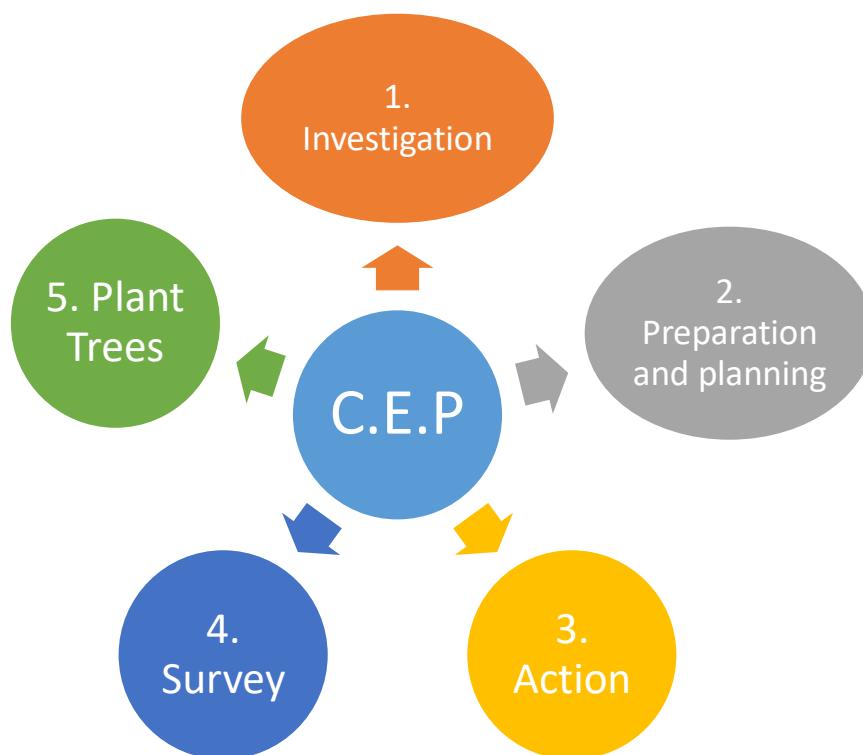 1.
Investigation
2.
Preparation
and planning
3.
Action
4.
Survey
5. Plant
Trees
C.E.P